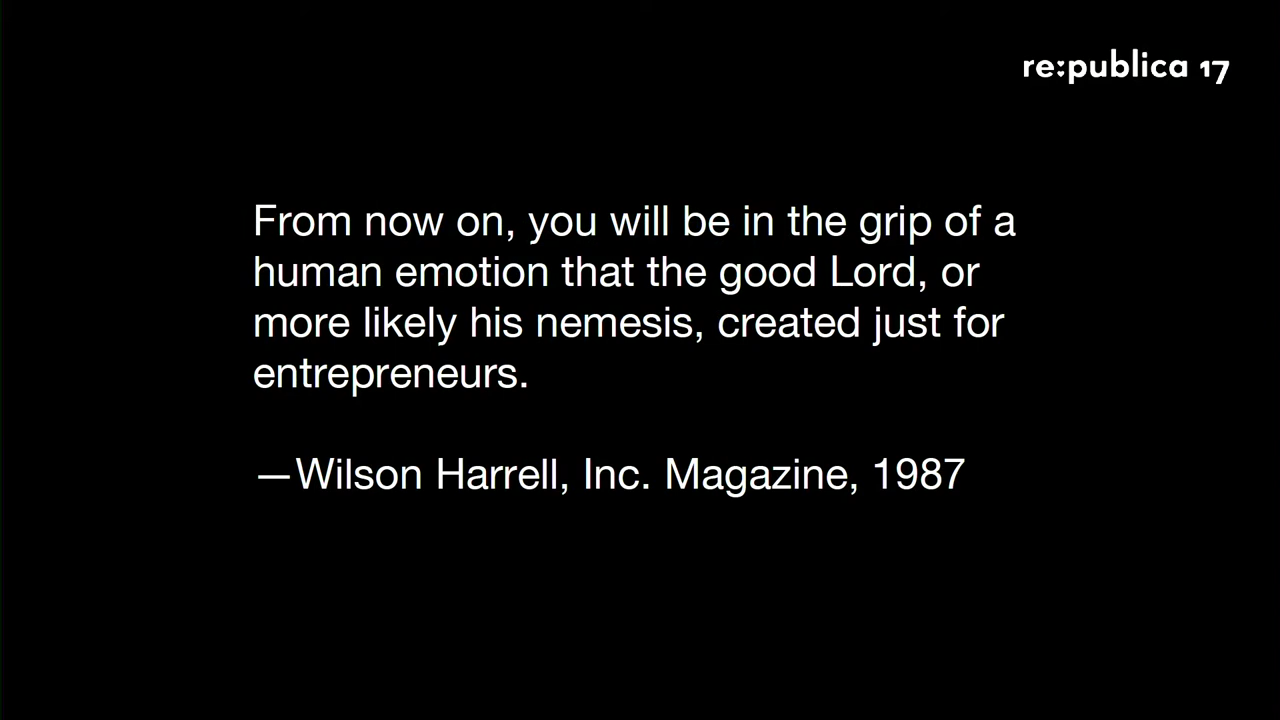 re:publica 17
From now on, you will be in the grip of a
human emotion that the good Lord, or
more likely his nemesis, created just for
entrepreneurs.
—Wilson Harrell, Inc. Magazine, 1987